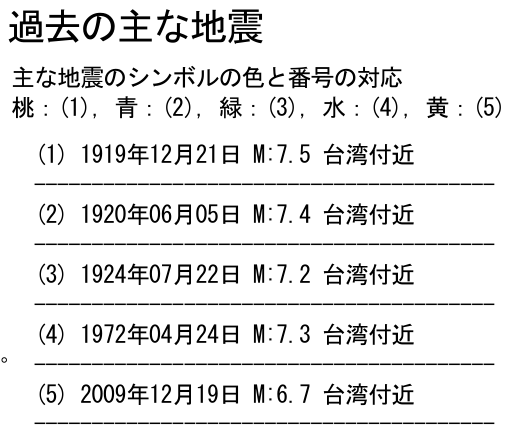 過去の主な地震
主な地震のシンボルの色と番号の対応
桃：(1), 青：(2), 緑：(3), 水：(4), 黄：(5)
(1) 1919年12月21日 M:7.5 台湾付近
(2) 1920年06月05日 M:7.4 台湾付近
(3) 1924年07月22日 M:7.2 台湾付近
(4) 1972年04月24日 M:7.3 台湾付近
。
(5) 2009年12月19日 M:6.7 台湾付近